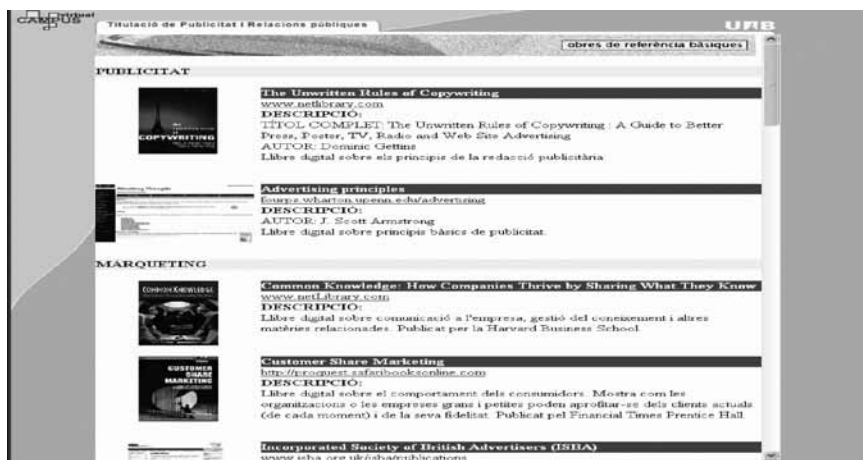 virtual
CAMPUS
Titulació de Publicitat i Relacions públiques
UAB
obres de referència bàsiques
PUBLICITAT
The Unwritten Rules of Copywriting
www.netlibrary.com
DESCRIPCIÓ:
TÍTOL COMPLET: The Unwritten Rules of Copywriting : A Guide to Better
Press, Poster, TV, Radio and Web Site Advertising
AUTOR: Dominic Gettins
Llibre digital sobre els principis de la redacció publicitària
COPYWRITING
Advertising principles
fourps.wharton.upenn.edu/advertising
DESCRIPCIÓ:
AUTOR: J. Scott Armstrong
Llibre digital sobre principis bàsics de publicitat.
MÀRQUETING
COMMON KNOWLEDGE
Common Knowledge: How Companies Thrive by Sharing What They Know
www.netLibrary.com
DESCRIPCIÓ:
Llibre digital sobre comunicació a l'empresa, gestió del coneixement i altres
matèries relacionades. Publicat per la Harvard Business School.
CUSTOMER
SHARE
MARKETING
Customer Share Marketing
http://proquest.safaribooksonline.com
DESCRIPCIÓ:
Llibre digital sobre el comportament dels consumidors. Mostra com les
organitzacions o les empreses grans i petites poden aprofitar-se dels clients actuals
(de cada moment) i de la seva fidelitat. Publicat pel Financial Times Prentice Hall.
Incorporated Society of British Advertisers (ISBA)
www.isba.org.uk/isba/publications